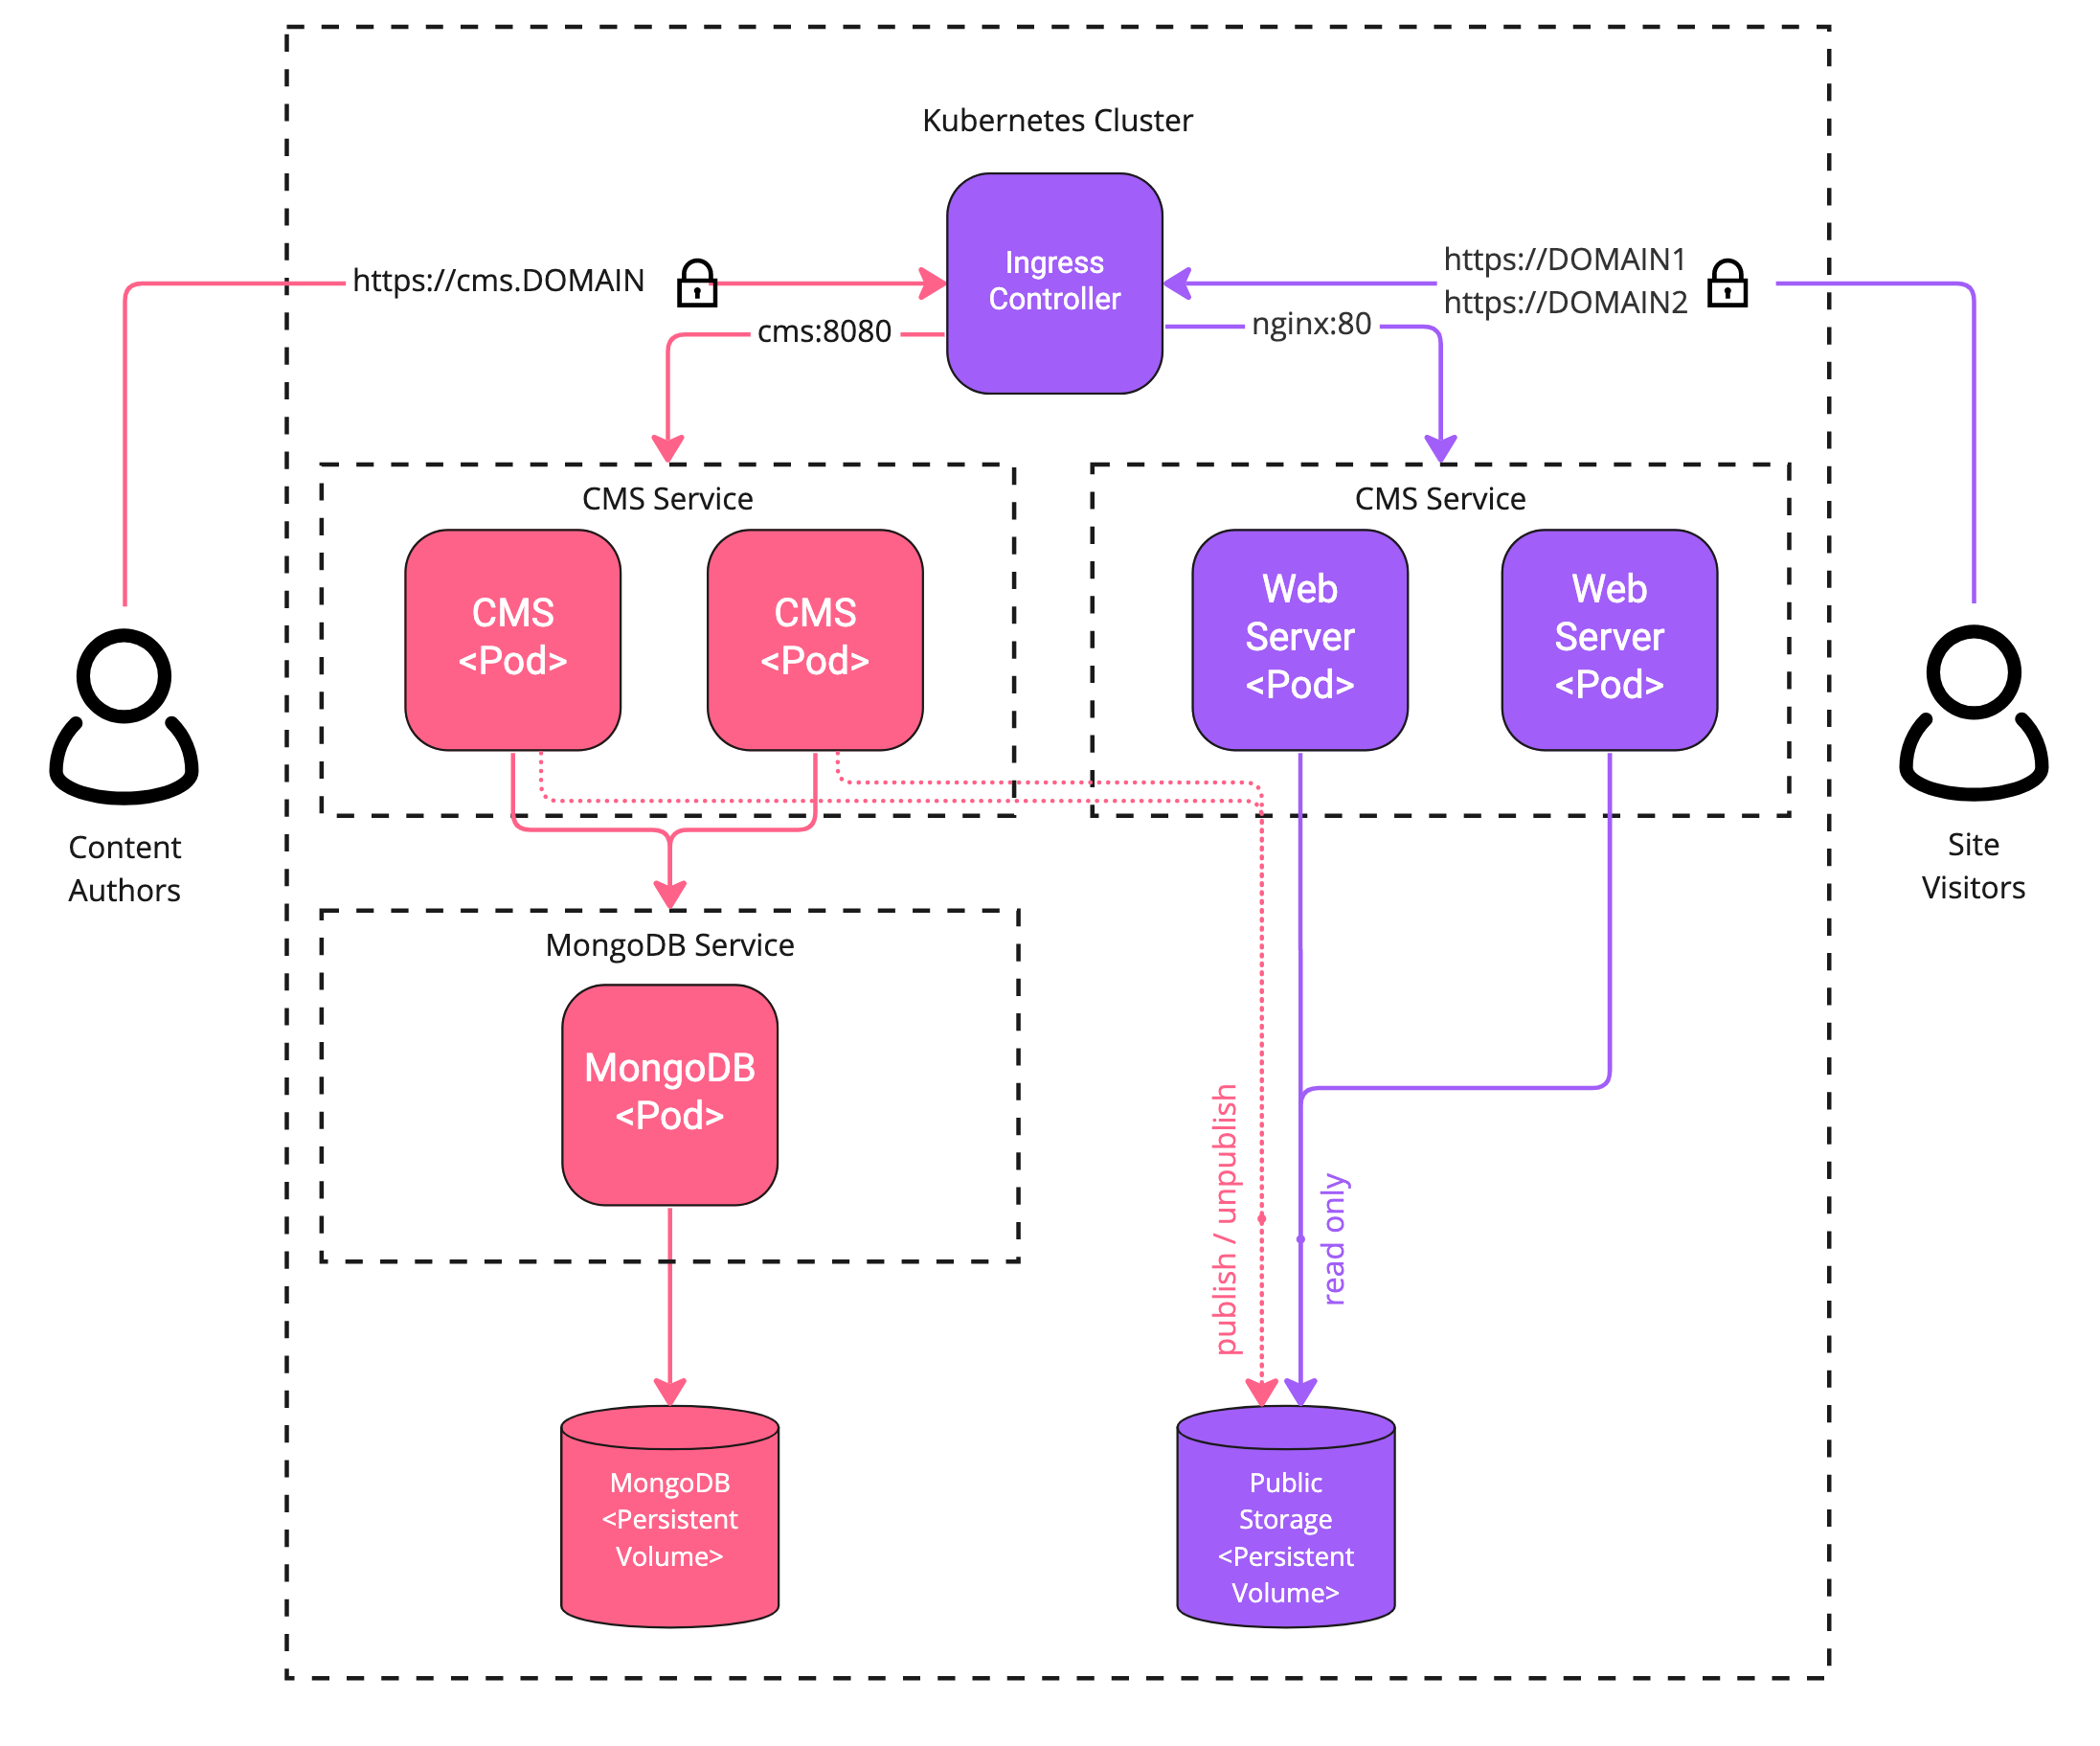 Kubernetes Cluster
Ingress
Controller
https://cms.DOMAIN
https://DOMAIN1
https://DOMAIN2
cms:8080
nginx:80
CMS Service
CMS
<Pod>
CMS
<Pod>
CMS Service
Web
Server
<Pod>
Web
Server
<Pod>
Content
Authors
Site
Visitors
MongoDB Service
MongoDB
<Pod>
publish / unpublish
read only
MongoDB
<Persistent
Volume>
Public
Storage
<Persistent
Volume>